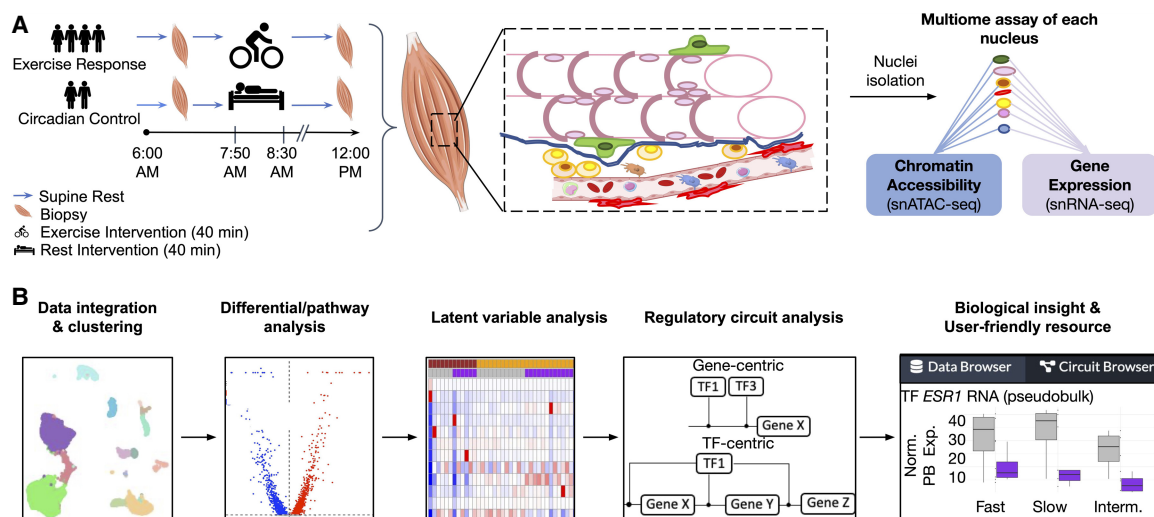 A
Exercise Response
Circadian Control
6:00 AM
7:50 AM
8:30 AM
12:00 PM
Supine Rest
Biopsy
Exercise Intervention (40 min)
Rest Intervention (40 min)
Nuclei
isolation
Multiome assay of each
nucleus
Chromatin
Accessibility
(snATAC-seq)
Gene
Expression
(snRNA-seq)
B
Data integration
& clustering
Differential/pathway
analysis
Latent variable analysis
Regulatory circuit analysis
Gene-centric
TF1
TF3
Gene X
TF-centric
TF1
Gene X
Gene Y
Gene Z
Biological insight &
User-friendly resource
Data Browser
Circuit Browser
TF ESR1 RNA (pseudobulk)
Norm.
PB Exp.
40
30
20
10
Fast
Slow
Interm.